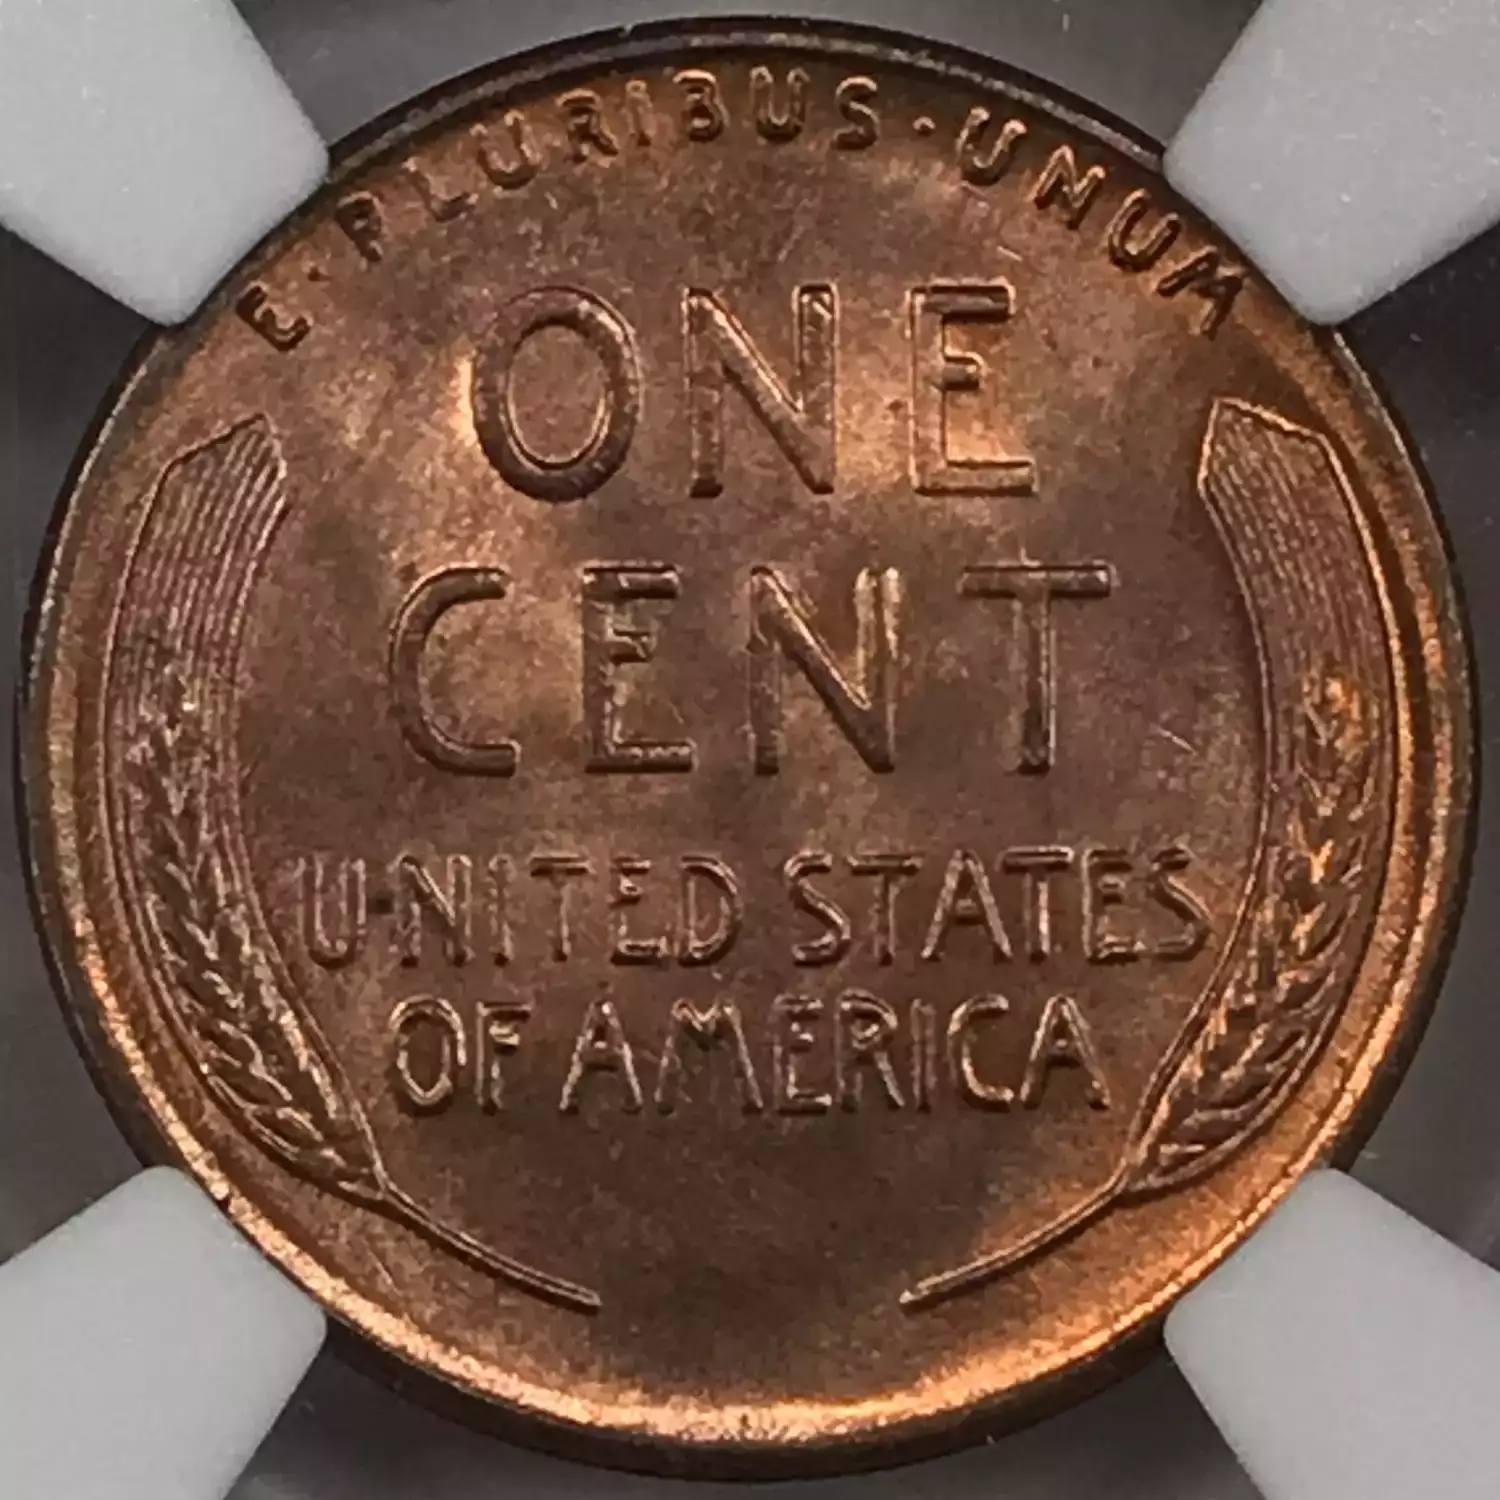 E · PLURIBUS · UNUM
ONE
CENT
UNITED STATES
OF AMERICA